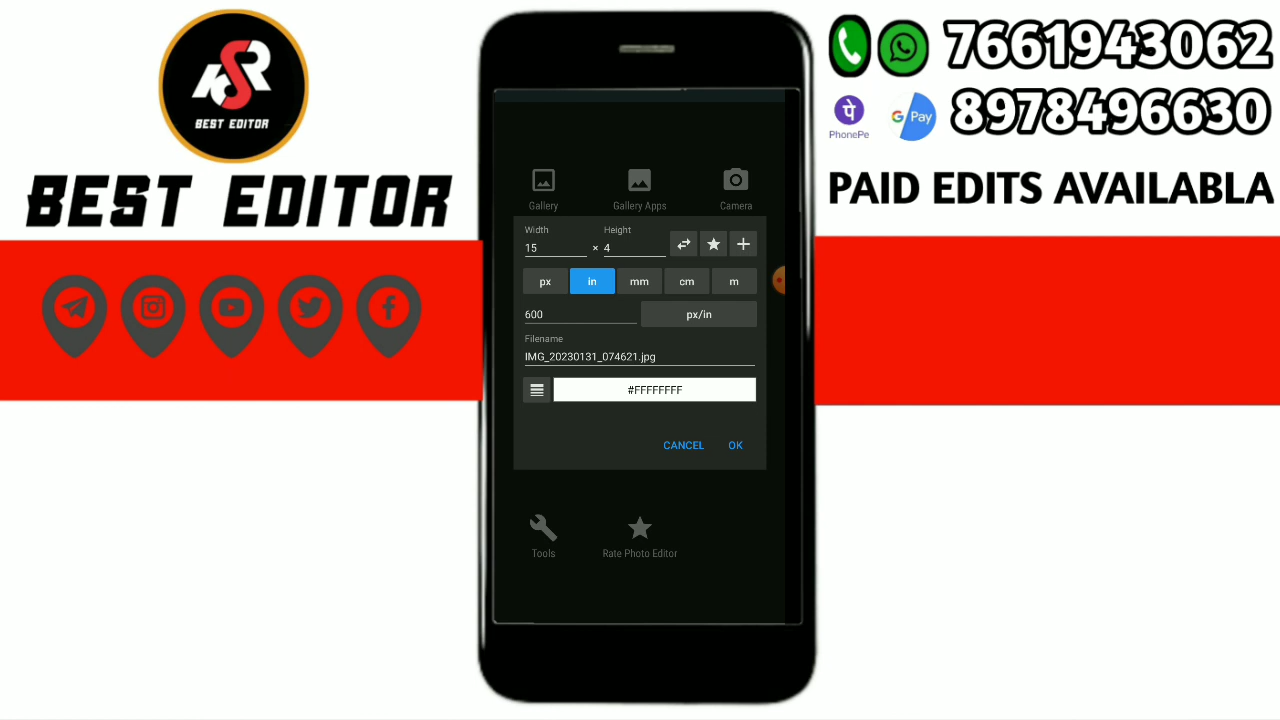 KSR
BEST EDITOR
BEST EDITOR
7661943062
पे
PhonePe
G Pay
8978496630
PAID EDITS AVAILABLA
Gallery
Gallery Apps
Camera
Width
Height
15
×
4
px
in
mm
cm
m
600
px/in
Filename
IMG_20230131_074621.jpg
#FFFFFFFF
CANCEL
OK
Tools
Rate Photo Editor